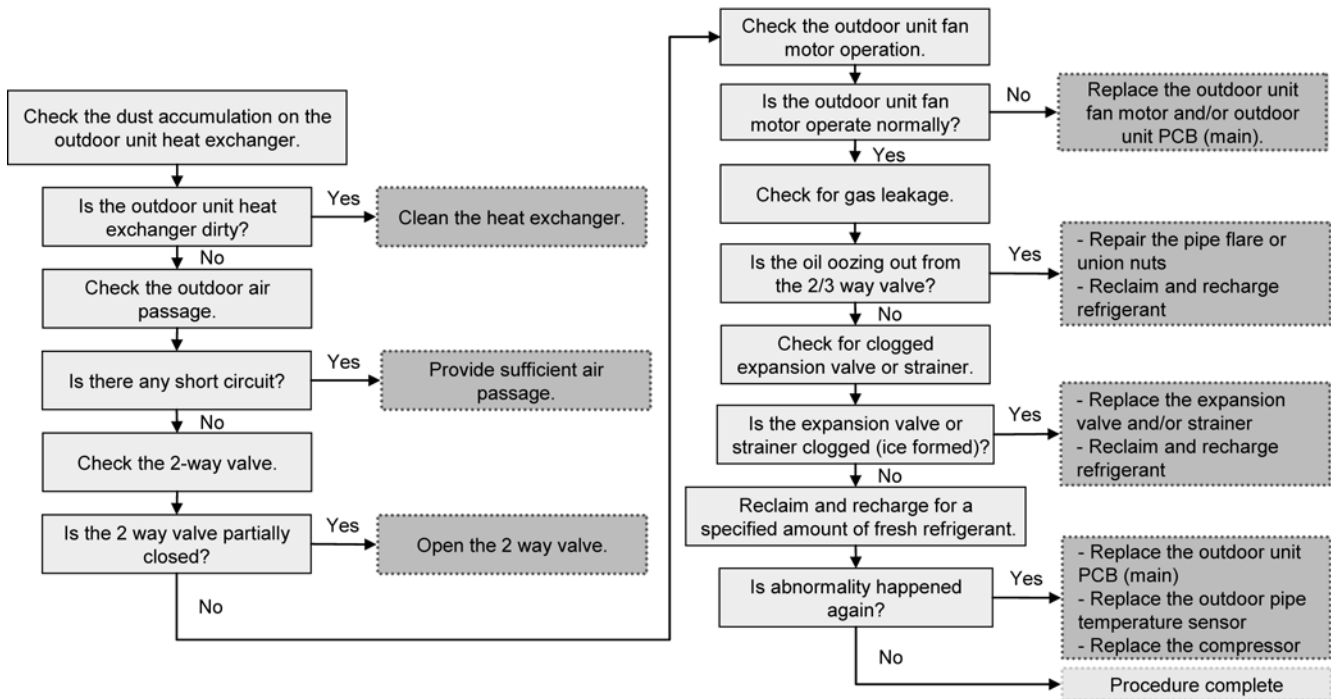 Check the dust accumulation on the
outdoor unit heat exchanger.
Is the outdoor unit heat
exchanger dirty?
Yes
Clean the heat exchanger.
No
Check the outdoor air
passage.
Is there any short circuit?
Yes
Provide sufficient air
passage.
No
Check the 2-way valve.
Is the 2 way valve partially
closed?
Yes
Open the 2 way valve.
No
Check the outdoor unit fan
motor operation.
Is the outdoor unit fan
motor operate normally?
No
Replace the outdoor unit
fan motor and/or outdoor
unit PCB (main).
Yes
Check for gas leakage.
Is the oil oozing out from
the 2/3 way valve?
Yes
- Repair the pipe flare or
union nuts
- Reclaim and recharge
refrigerant
No
Check for clogged
expansion valve or strainer.
Is the expansion valve or
strainer clogged (ice formed)?
Yes
- Replace the expansion
valve and/or strainer
- Reclaim and recharge
refrigerant
No
Reclaim and recharge for a
specified amount of fresh refrigerant.
Is abnormality happened
again?
Yes
- Replace the outdoor unit
PCB (main)
- Replace the outdoor pipe
temperature sensor
- Replace the compressor
No
Procedure complete